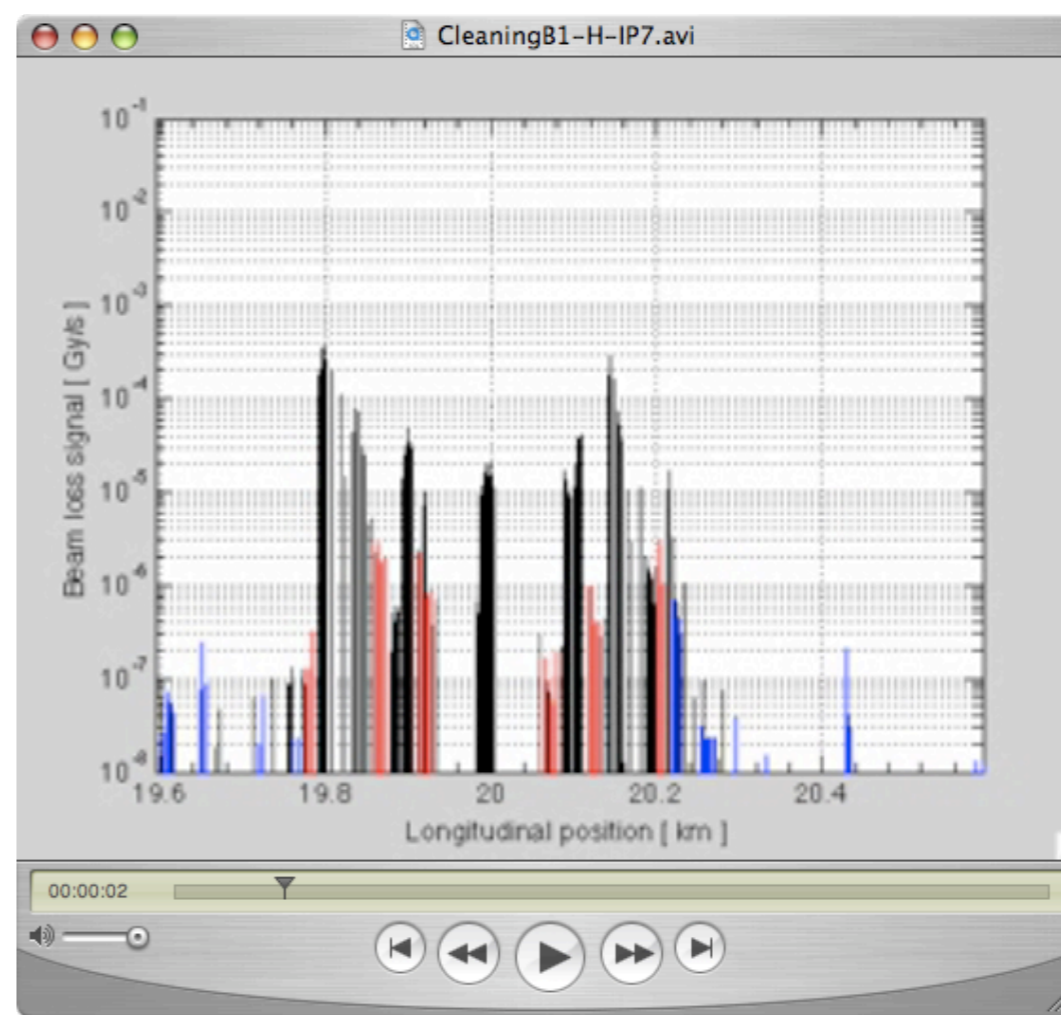 CleaningB1-H-IP7.avi
10-1
10-2
10-3
10-4
10-5
10-6
10-7
10-8
Beam loss signal [ Gy/s ]
19.6 19.8 20 20.2 20.4
Longitudinal position [ km ]
00:00:02